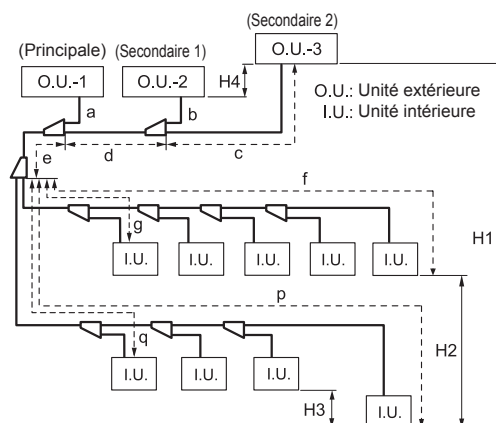 (Secondaire 2)
(Principale)
(Secondaire 1)
O.U.-3
O.U.-1
O.U.-2
H4
O.U.: Unité extérieure
I.U.: Unité intérieure
a
b
e
d
c
f
g
H1
I.U.
I.U.
I.U.
I.U.
I.U.
p
H2
q
I.U.
I.U.
I.U.
H3
I.U.